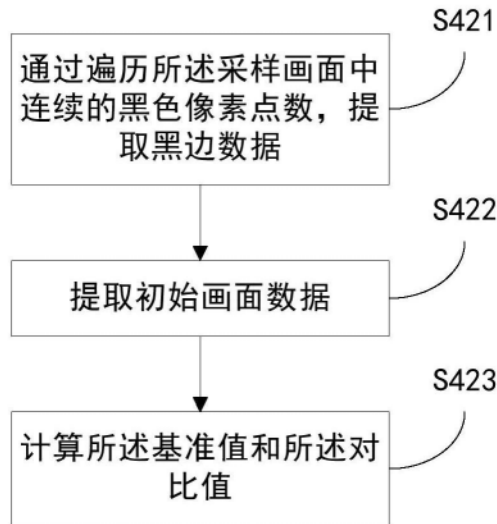 S421
通过遍历所述采样画面中
连续的黑色像素点数，提
取黑边数据
S422
提取初始画面数据
S423
计算所述基准值和所述对
比值